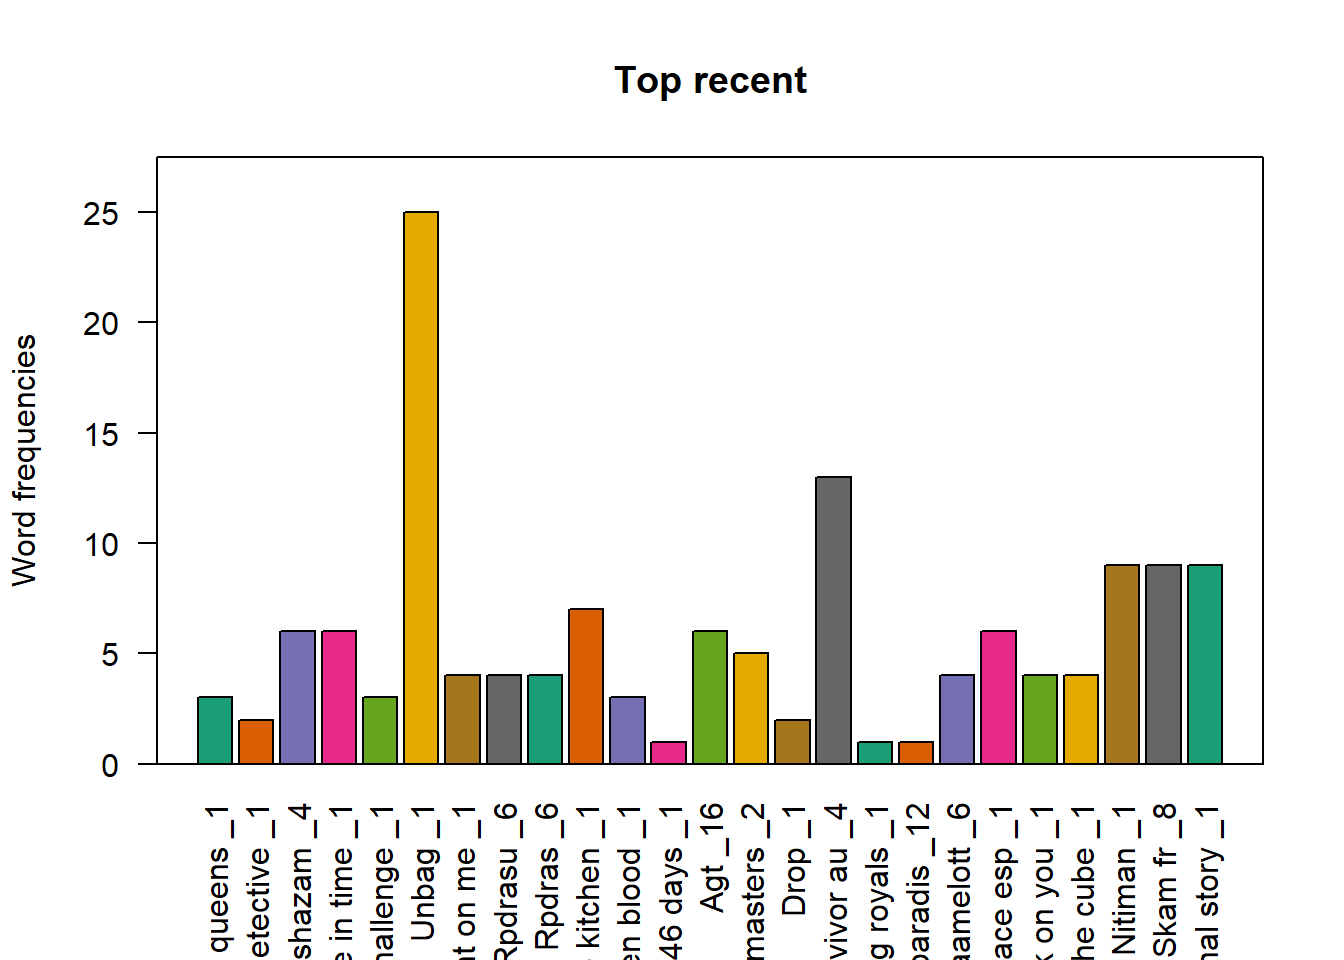 Top recent
Word frequencies
25
20
15
10
5
0
queens _1
etective _1
shazam _4
e in time _1
hallenge _1
Unbag _1
at on me _1
Rpdrasu _6
Rpdras _6
kitchen _1
en blood _1
46 days _1
Agt _16
masters _2
Drop _1
vivor au _4
g royals _1
paradis _12
aamelott _6
ace esp _1
k on you _1
he cube _1
Nitiman _1
Skam fr _8
nal story _1